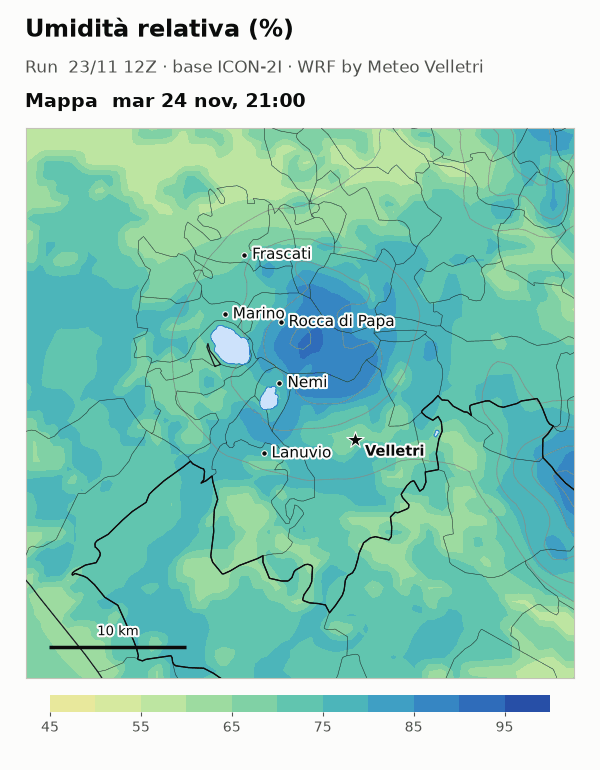 Umidità relativa (%)
Run  23/11 12Z · base ICON-2I · WRF by Meteo Velletri
Mappa  mar 24 nov, 21:00
Frascati
Marino
Rocca di Papa
Nemi
Velletri
Lanuvio
10 km
45 55 65 75 85 95